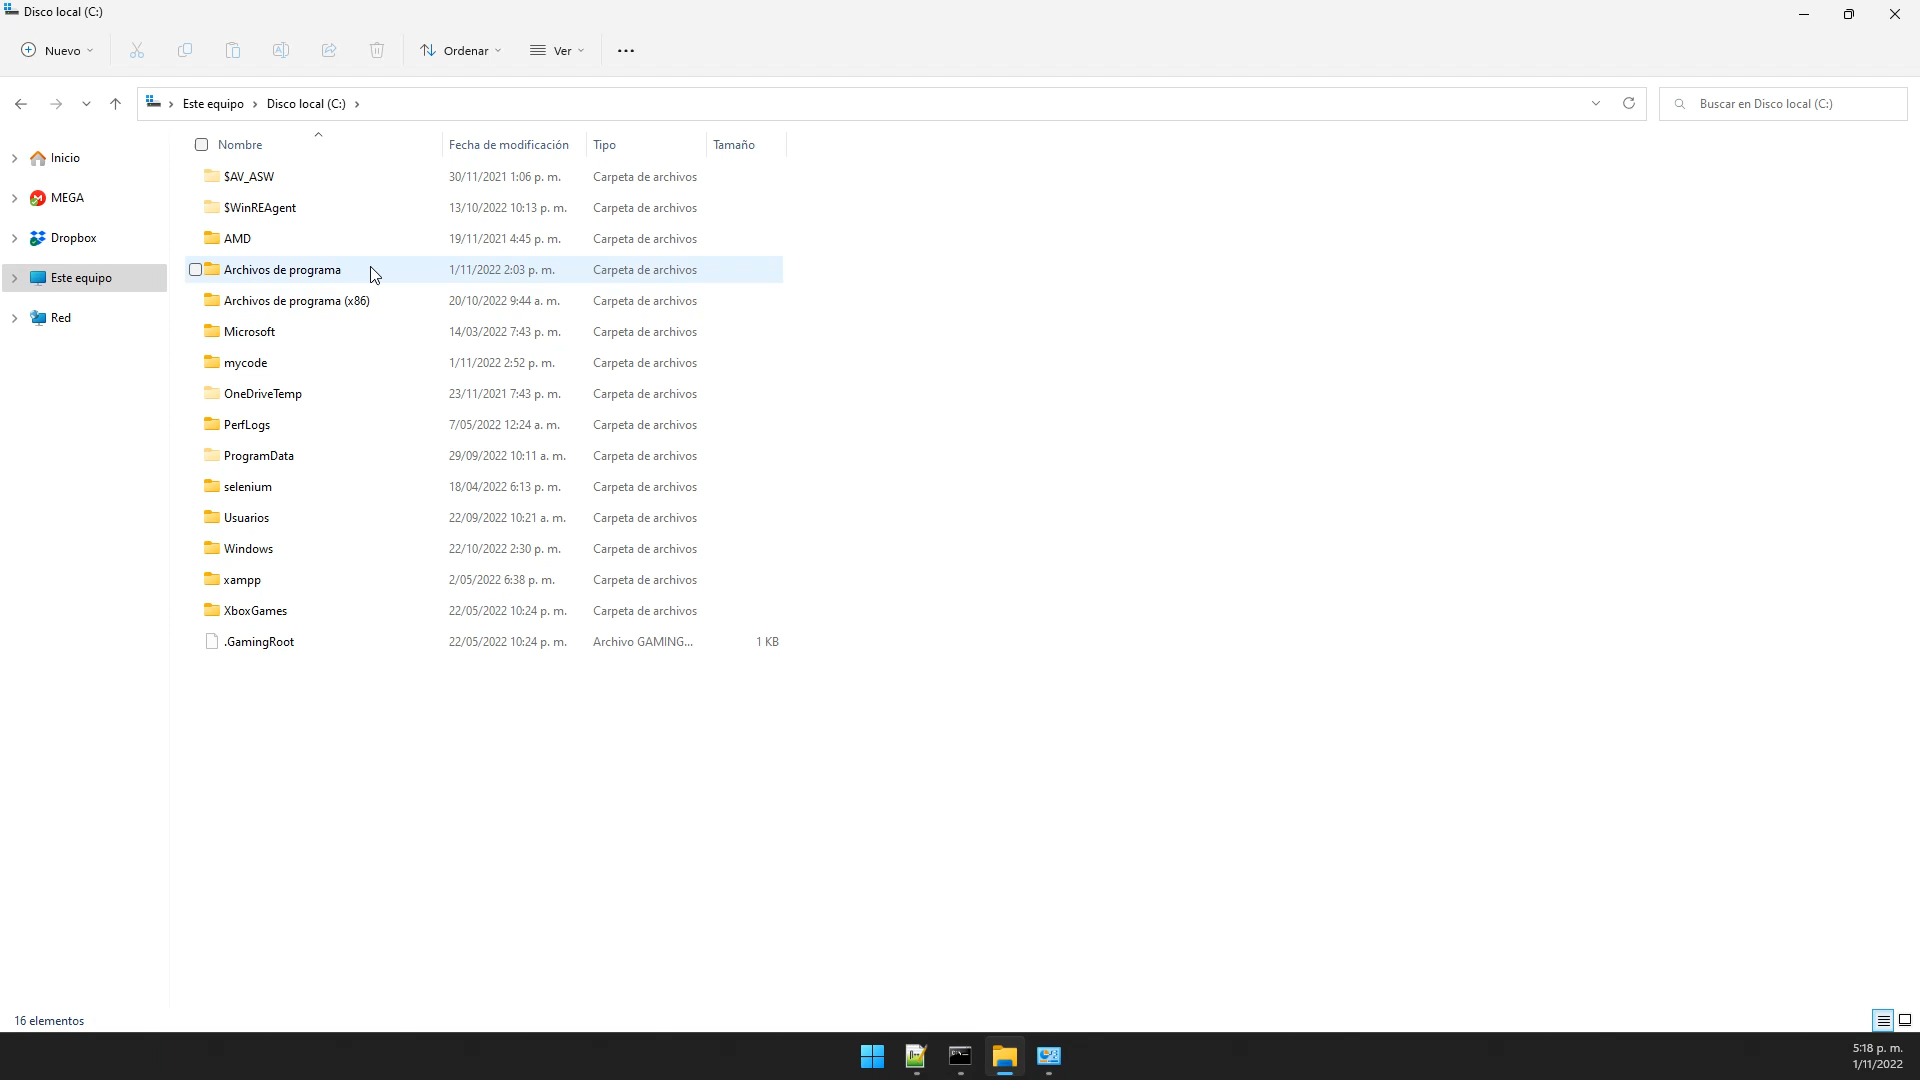 Disco local (C:)
Nuevo
Ordenar
Ver
Este equipo
Disco local (C:)
Buscar en Disco local (C:)
Inicio
MEGA
Dropbox
Este equipo
Red
Nombre Fecha de modificación Tipo Tamaño
$AV_ASW 30/11/2021 1:06 p. m. Carpeta de archivos
$WinREAgent 13/10/2022 10:13 p. m. Carpeta de archivos
AMD 19/11/2021 4:45 p. m. Carpeta de archivos
Archivos de programa 1/11/2022 2:03 p. m. Carpeta de archivos
Archivos de programa (x86) 20/10/2022 9:44 a. m. Carpeta de archivos
Microsoft 14/03/2022 7:43 p. m. Carpeta de archivos
mycode 1/11/2022 2:52 p. m. Carpeta de archivos
OneDriveTemp 23/11/2021 7:43 p. m. Carpeta de archivos
PerfLogs 7/05/2022 12:24 a. m. Carpeta de archivos
ProgramData 29/09/2022 10:11 a. m. Carpeta de archivos
selenium 18/04/2022 6:13 p. m. Carpeta de archivos
Usuarios 22/09/2022 10:21 a. m. Carpeta de archivos
Windows 22/10/2022 2:30 p. m. Carpeta de archivos
xampp 2/05/2022 6:38 p. m. Carpeta de archivos
XboxGames 22/05/2022 10:24 p. m. Carpeta de archivos
.GamingRoot 22/05/2022 10:24 p. m. Archivo GAMING... 1 KB
16 elementos
5:18 p. m.
1/11/2022